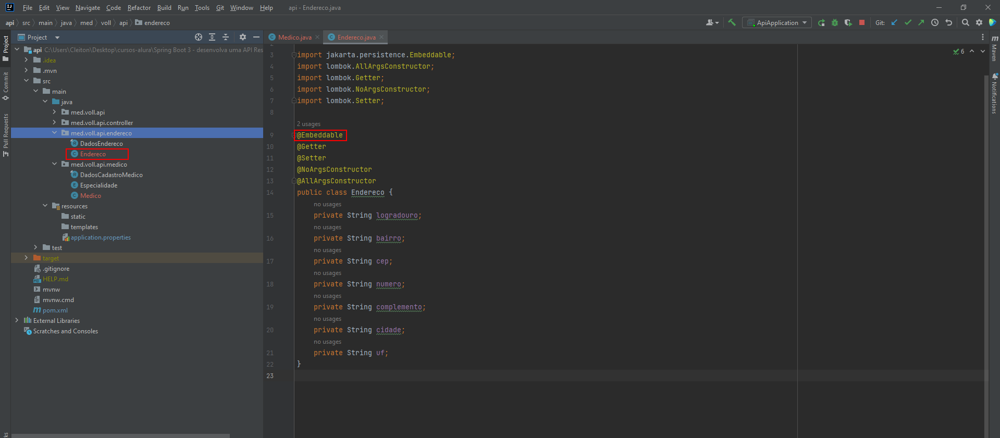 File Edit View Navigate Code Refactor Build Run Tools Git Window Help api - Endereco.java
api src main java med voll api endereco
ApiApplication Git:
Project
Medico.java Endereco.java
api C:\Users\Cleiton\Desktop\cursos-alura\Spring Boot 3 - desenvolva uma API Res
.idea
.mvn
src
main
java
med.voll.api
med.voll.api.controller
med.voll.api.endereco
DadosEndereco
Endereco
med.voll.api.medico
DadosCadastroMedico
Especialidade
Medico
resources
static
templates
application.properties
test
target
.gitignore
HELP.md
mvnw
mvnw.cmd
pom.xml
External Libraries
Scratches and Consoles
Project
Commit
Pull Requests
3 import jakarta.persistence.Embeddable;
4 import lombok.AllArgsConstructor;
5 import lombok.Getter;
6 import lombok.NoArgsConstructor;
7 import lombok.Setter;
8
2 usages
9 @Embeddable
10 @Getter
11 @Setter
12 @NoArgsConstructor
13 @AllArgsConstructor
14 public class Endereco {
no usages
15 private String logradouro;
no usages
16 private String bairro;
no usages
17 private String cep;
no usages
18 private String numero;
no usages
19 private String complemento;
no usages
20 private String cidade;
no usages
21 private String uf;
22 }
23
6
m
Maven
Notifications